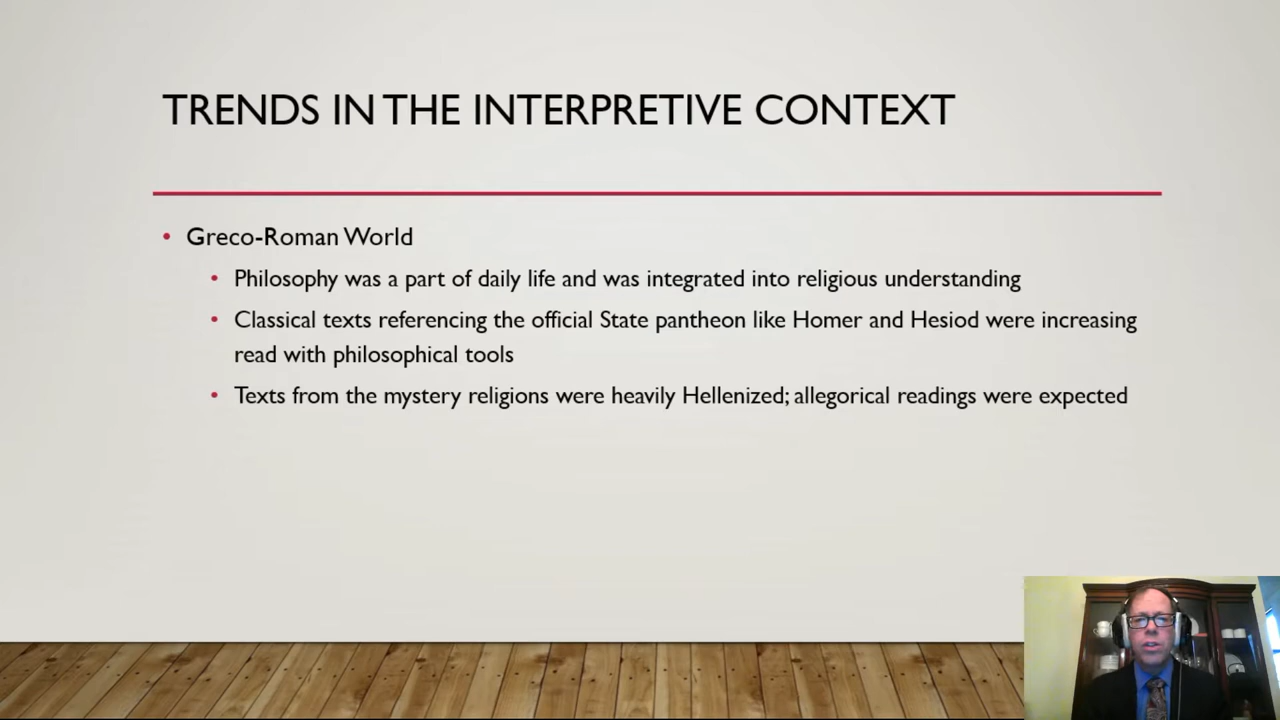 TRENDS IN THE INTERPRETIVE CONTEXT
• Greco-Roman World
• Philosophy was a part of daily life and was integrated into religious understanding
• Classical texts referencing the official State pantheon like Homer and Hesiod were increasing
read with philosophical tools
• Texts from the mystery religions were heavily Hellenized; allegorical readings were expected